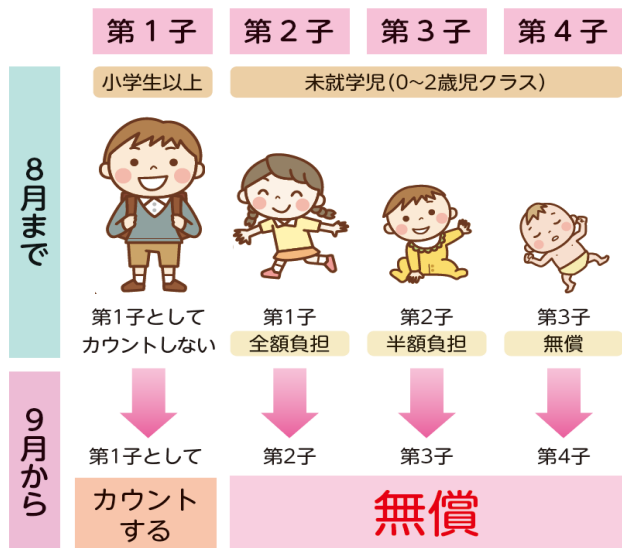 第1子 第2子 第3子 第4子
小学生以上 未就学児(0~2歳児クラス)
8月まで
第1子として 第1子 第2子 第3子
カウントしない 全額負担 半額負担 無償
9月から
第1子として 第2子 第3子 第4子
カウント
する
無償